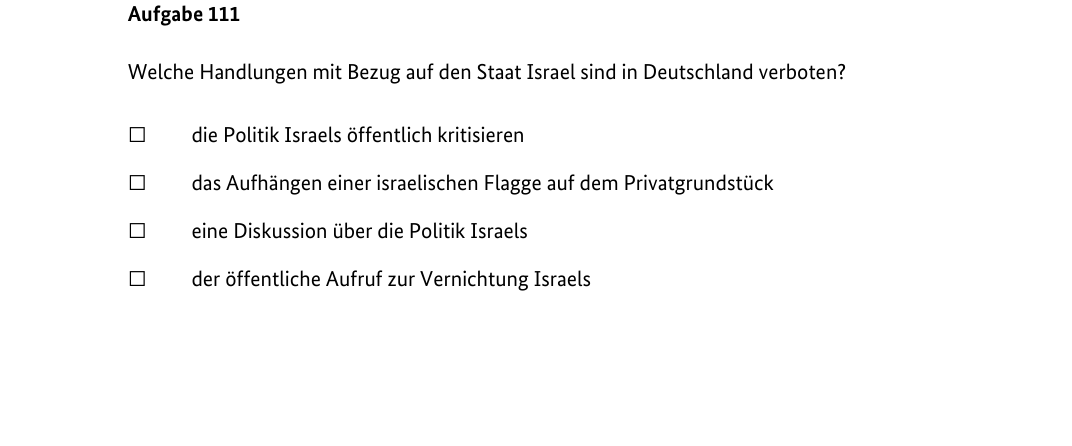 Aufgabe 111
Welche Handlungen mit Bezug auf den Staat Israel sind in Deutschland verboten?
☐ die Politik Israels öffentlich kritisieren
☐ das Aufhängen einer israelischen Flagge auf dem Privatgrundstück
☐ eine Diskussion über die Politik Israels
☐ der öffentliche Aufruf zur Vernichtung Israels